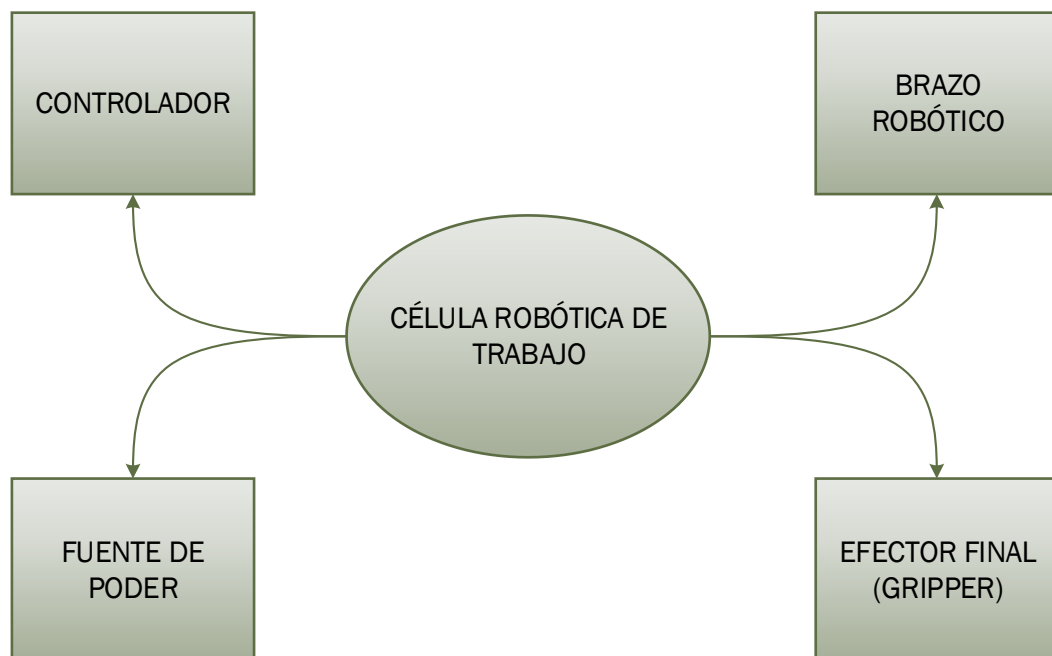 CONTROLADOR
BRAZO
ROBÓTICO
CÉLULA ROBÓTICA DE
TRABAJO
FUENTE DE
PODER
EFECTOR FINAL
(GRIPPER)